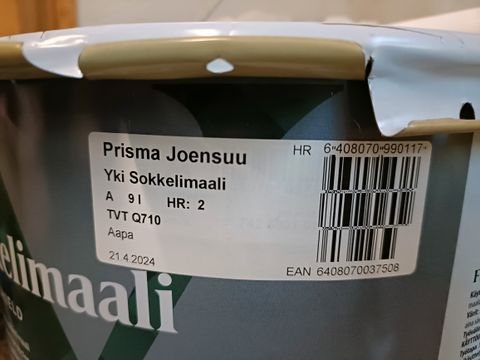 Prisma Joensuu
HR 6 408070 990117
Yki Sokkelimaali
A 9 l HR: 2
TVT Q710
Aapa
21.4.2024
EAN 6408070037508
elimaali
ELD